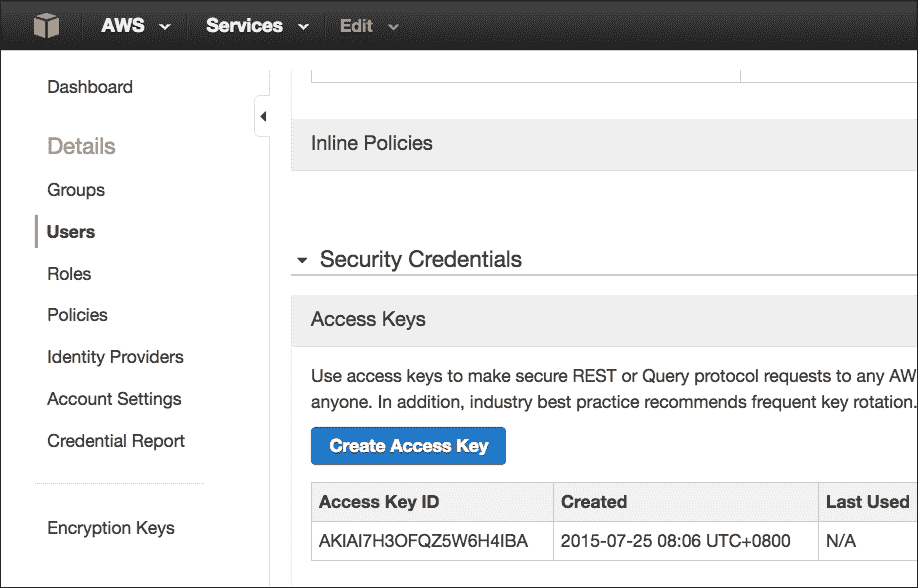 AWS Services Edit
Dashboard
Details
Groups
Users
Roles
Policies
Identity Providers
Account Settings
Credential Report
Encryption Keys
Inline Policies
Security Credentials
Access Keys
Use access keys to make secure REST or Query protocol requests to any AW
anyone. In addition, industry best practice recommends frequent key rotation.
Create Access Key
Access Key ID Created Last Used
AKIAI7H3OFQZ5W6H4IBA 2015-07-25 08:06 UTC+0800 N/A